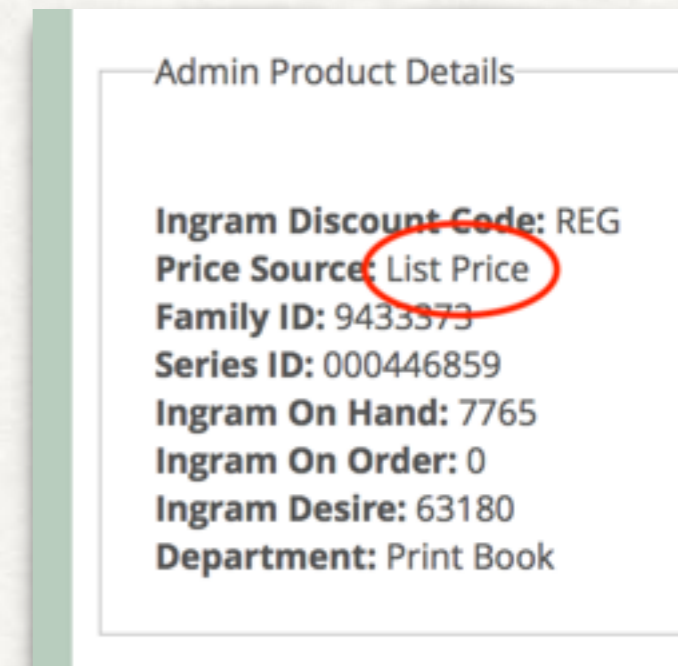 Admin Product Details
Ingram Discount Code: REG
Price Source: List Price
Family ID: 9433373
Series ID: 000446859
Ingram On Hand: 7765
Ingram On Order: 0
Ingram Desire: 63180
Department: Print Book